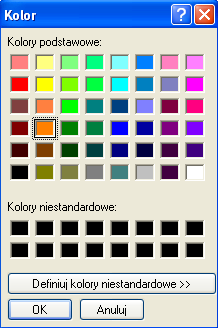 Kolor
Kolory podstawowe:
Kolory niestandardowe:
Definiuj kolory niestandardowe >>
OK
Anuluj